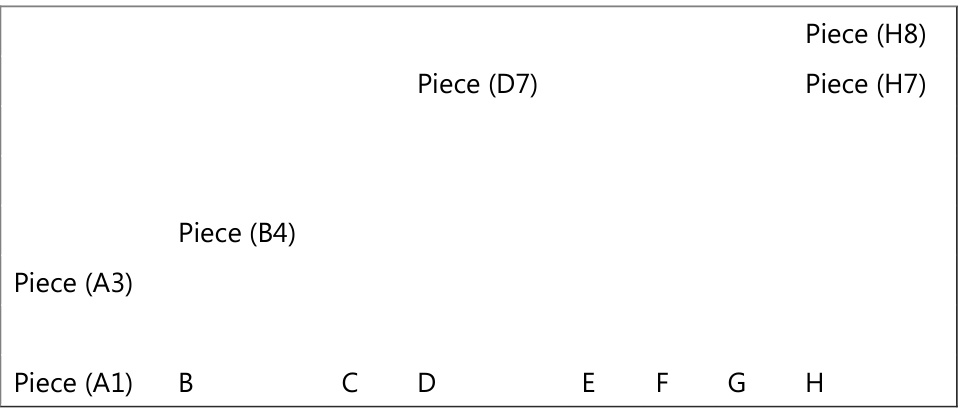 Piece (H8)
Piece (D7) Piece (H7)
Piece (B4)
Piece (A3)
Piece (A1) B C D E F G H